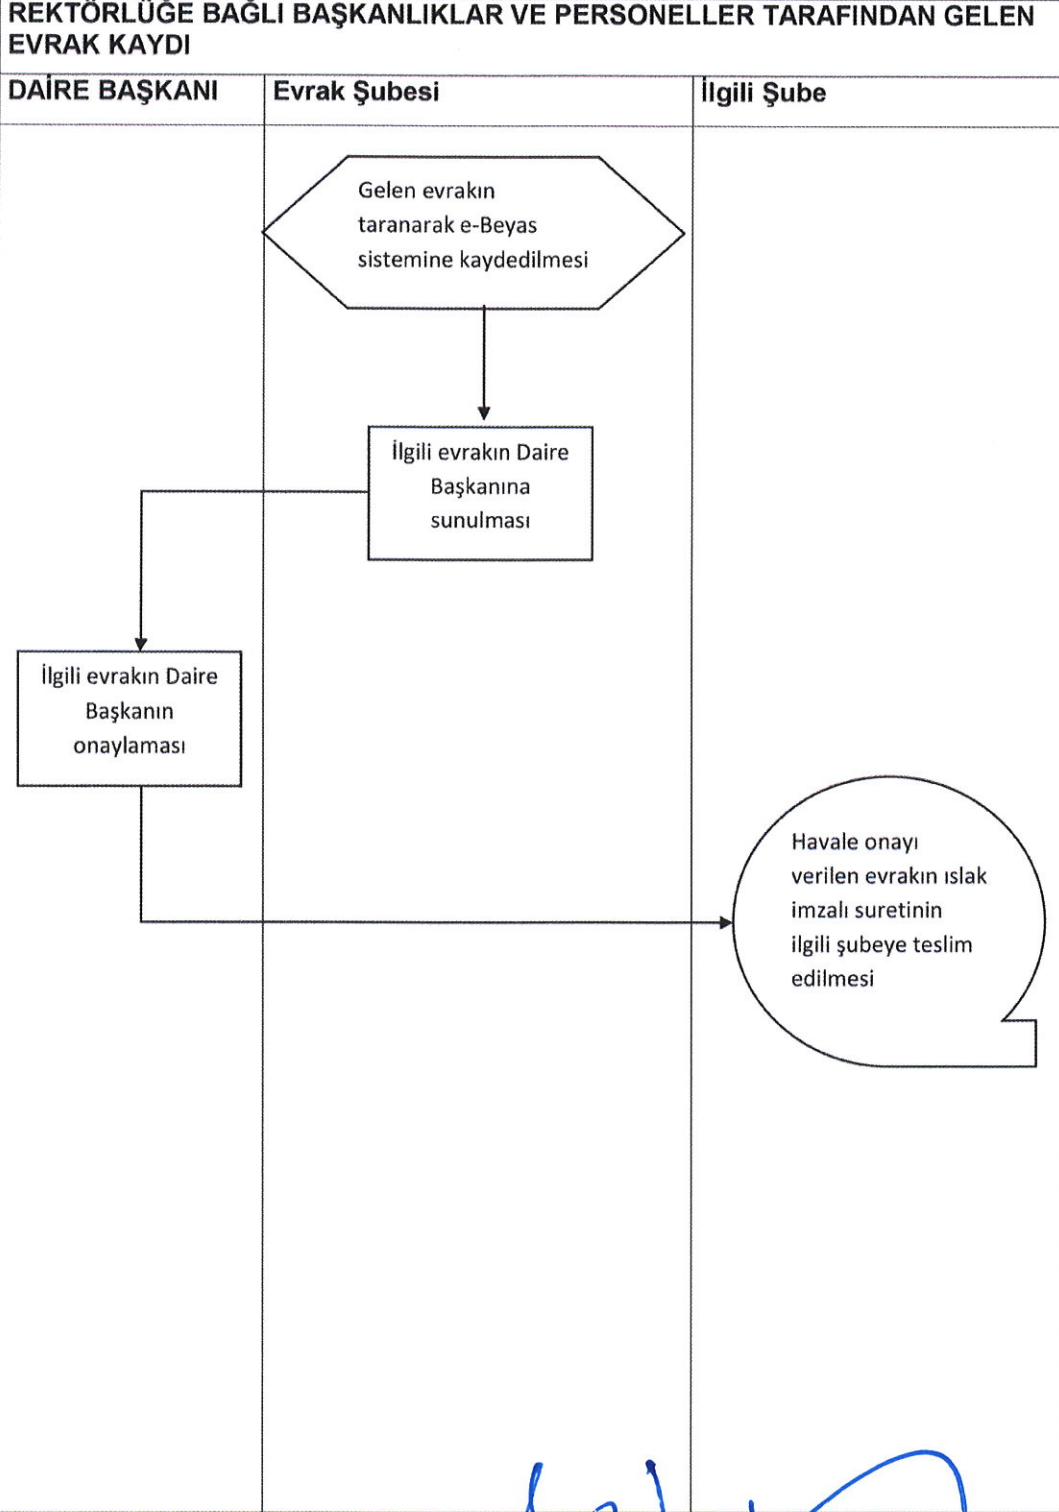 REKTÖRLÜĞE BAĞLI BAŞKANLIKLAR VE PERSONELLER TARAFINDAN GELEN
EVRAK KAYDI
DAİRE BAŞKANI
Evrak Şubesi
İlgili Şube
Gelen evrakın
taranarak e-Beyas
sistemine kaydedilmesi
İlgili evrakın Daire
Başkanına
sunulması
İlgili evrakın Daire
Başkanın
onaylaması
Havale onayı
verilen evrakın ıslak
imzalı suretinin
ilgili şubeye teslim
edilmesi